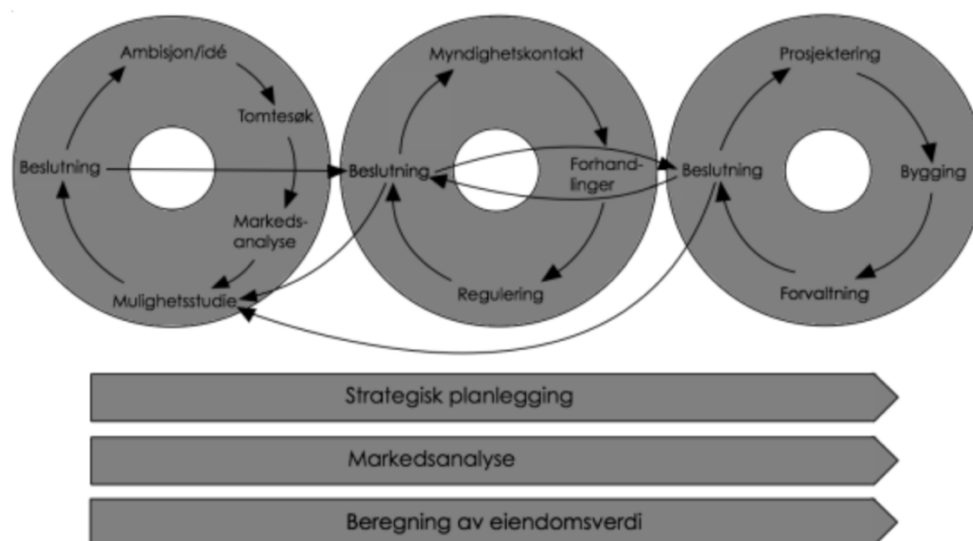 Ambisjon/idé
Tomtesøk
Markeds-
analyse
Mulighetsstudie
Beslutning
Myndighetskontakt
Forhand-
linger
Regulering
Beslutning
Prosjektering
Bygging
Forvaltning
Beslutning
Strategisk planlegging
Markedsanalyse
Beregning av eiendomsverdi